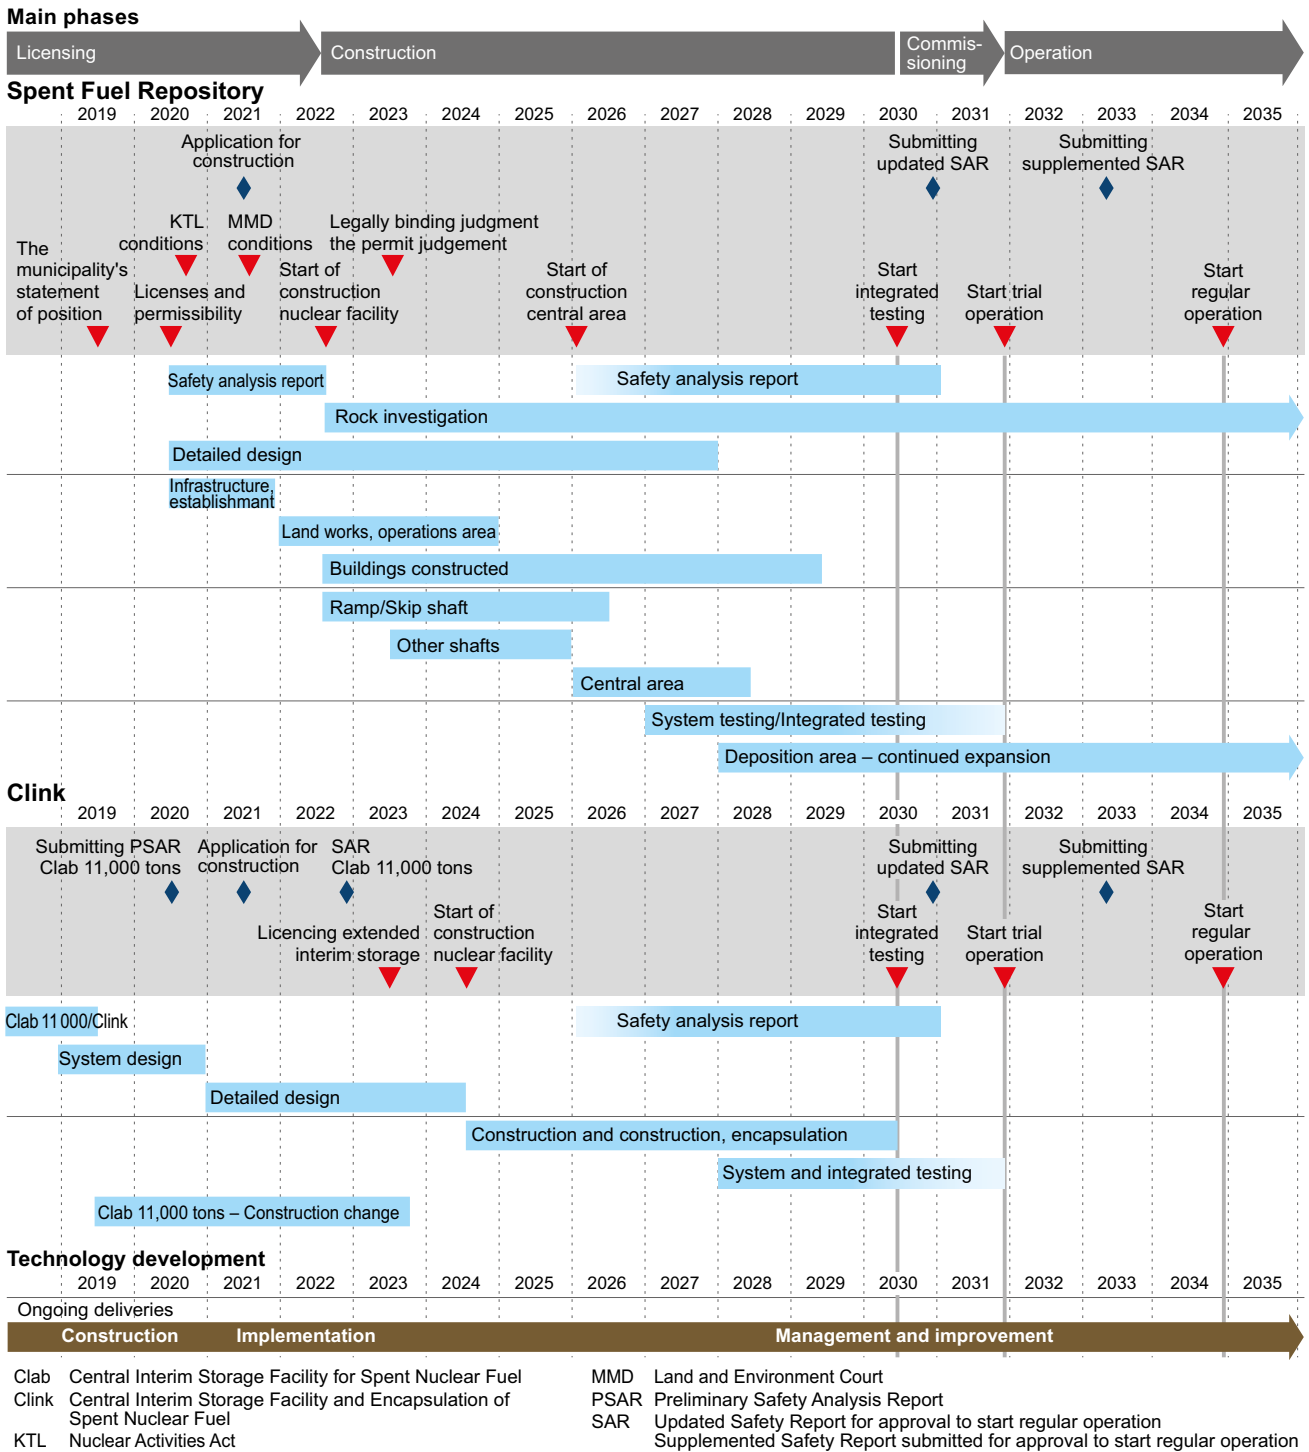 Main phases
Licensing
Construction
Commis-
sioning
Operation
Spent Fuel Repository
2019 2020 2021 2022 2023 2024 2025 2026 2027 2028 2029 2030 2031 2032 2033 2034 2035
Application for
construction
Submitting
updated SAR
Submitting
supplemented SAR
KTL
conditions
MMD
conditions
Legally binding judgment
the permit judgement
The
municipality's
statement
of position
Licenses and
permissibility
Start of
construction
nuclear facility
Start of
construction
central area
Start
integrated
testing
Start trial
operation
Start
regular
operation
Safety analysis report
Safety analysis report
Rock investigation
Detailed design
Infrastructure,
establishmant
Land works, operations area
Buildings constructed
Ramp/Skip shaft
Other shafts
Central area
System testing/Integrated testing
Deposition area – continued expansion
Clink
2019 2020 2021 2022 2023 2024 2025 2026 2027 2028 2029 2030 2031 2032 2033 2034 2035
Submitting PSAR
Clab 11,000 tons
Application for
construction
SAR
Clab 11,000 tons
Submitting
updated SAR
Submitting
supplemented SAR
Licencing extended
interim storage
Start of
construction
nuclear facility
Start
integrated
testing
Start trial
operation
Start
regular
operation
Clab 11 000/Clink
Safety analysis report
System design
Detailed design
Construction and construction, encapsulation
System and integrated testing
Clab 11,000 tons – Construction change
Technology development
2019 2020 2021 2022 2023 2024 2025 2026 2027 2028 2029 2030 2031 2032 2033 2034 2035
Ongoing deliveries
Construction Implementation Management and improvement
Clab Central Interim Storage Facility for Spent Nuclear Fuel
Clink Central Interim Storage Facility and Encapsulation of
Spent Nuclear Fuel
KTL Nuclear Activities Act
MMD Land and Environment Court
PSAR Preliminary Safety Analysis Report
SAR Updated Safety Report for approval to start regular operation
Supplemented Safety Report submitted for approval to start regular operation